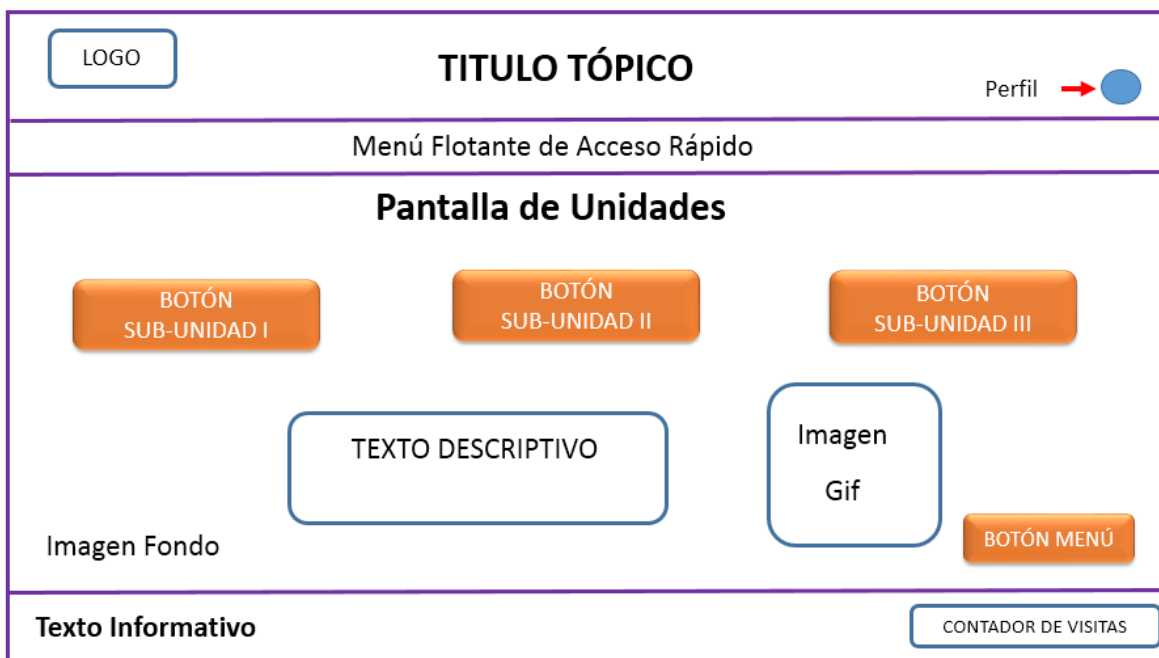 LOGO
TITULO TÓPICO
Perfil
Menú Flotante de Acceso Rápido
Pantalla de Unidades
BOTÓN
SUB-UNIDAD I
BOTÓN
SUB-UNIDAD II
BOTÓN
SUB-UNIDAD III
TEXTO DESCRIPTIVO
Imagen
Gif
Imagen Fondo
BOTÓN MENÚ
Texto Informativo
CONTADOR DE VISITAS